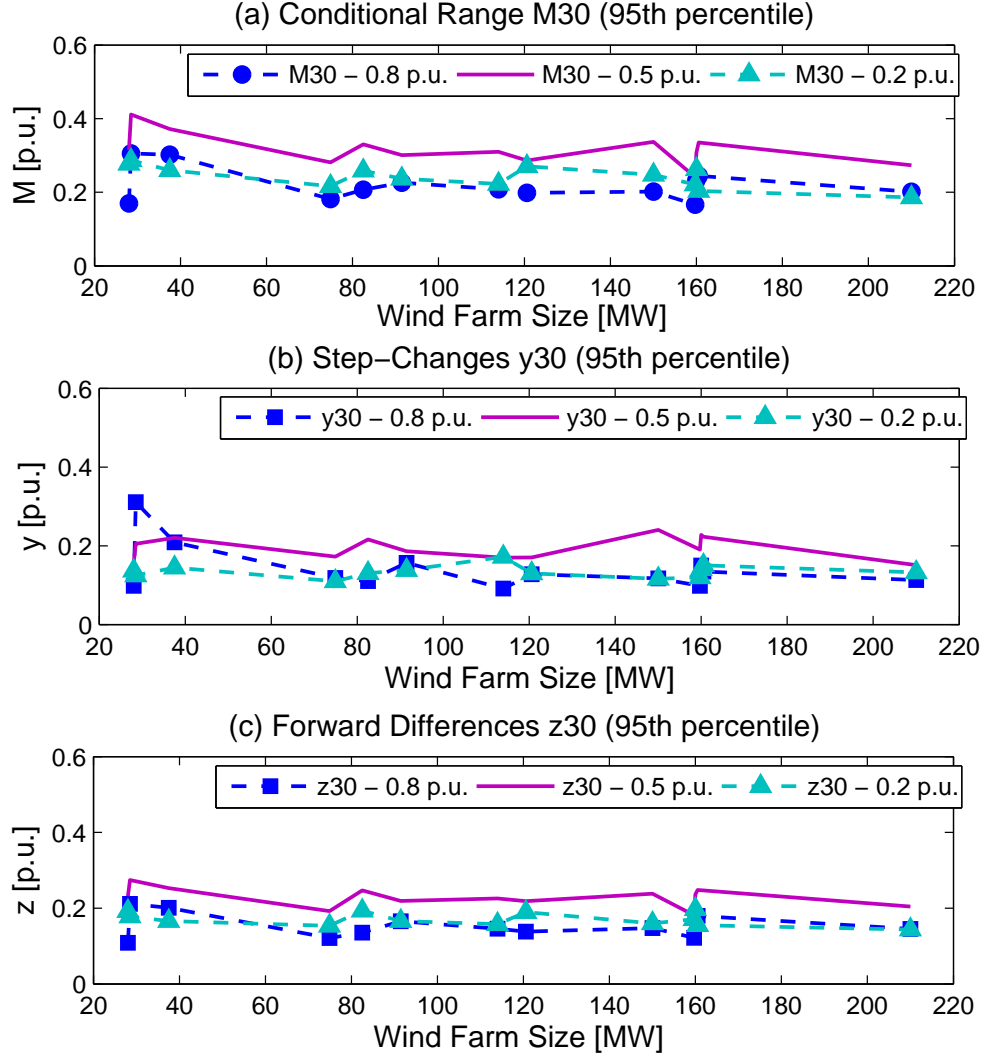 (a) Conditional Range M30 (95th percentile)
0.6
M30 − 0.8 p.u. M30 − 0.5 p.u. M30 − 0.2 p.u.
0.4
M [p.u.]
0.2
0
20 40 60 80 100 120 140 160 180 200 220
Wind Farm Size [MW]
(b) Step−Changes y30 (95th percentile)
0.6
y30 − 0.8 p.u. y30 − 0.5 p.u. y30 − 0.2 p.u.
0.4
y [p.u.]
0.2
0
20 40 60 80 100 120 140 160 180 200 220
Wind Farm Size [MW]
(c) Forward Differences z30 (95th percentile)
0.6
z30 − 0.8 p.u. z30 − 0.5 p.u. z30 − 0.2 p.u.
0.4
z [p.u.]
0.2
0
20 40 60 80 100 120 140 160 180 200 220
Wind Farm Size [MW]